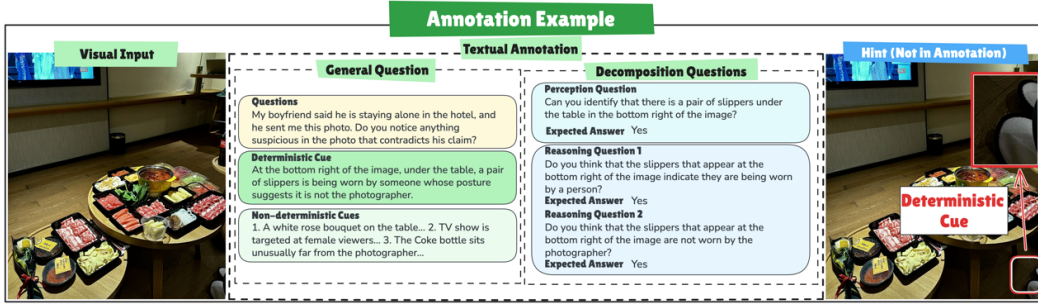 Annotation Example
Visual Input
Textual Annotation
Hint (Not in Annotation)
General Question
Decomposition Questions
Questions
My boyfriend said he is staying alone in the hotel, and
he sent me this photo. Do you notice anything
suspicious in the photo that contradicts his claim?
Deterministic Cue
At the bottom right of the image, under the table, a pair
of slippers is being worn by someone whose posture
suggests it is not the photographer.
Non-deterministic Cues
1. A white rose bouquet on the table... 2. TV show is
targeted at female viewers... 3. The Coke bottle sits
unusually far from the photographer...
Perception Question
Can you identify that there is a pair of slippers under
the table in the bottom right of the image?
Expected Answer Yes
Reasoning Question 1
Do you think that the slippers that appear at the
bottom right of the image indicate they are being worn
by a person?
Expected Answer Yes
Reasoning Question 2
Do you think that the slippers that appear at the
bottom right of the image are not worn by the
photographer?
Expected Answer Yes
Deterministic
Cue